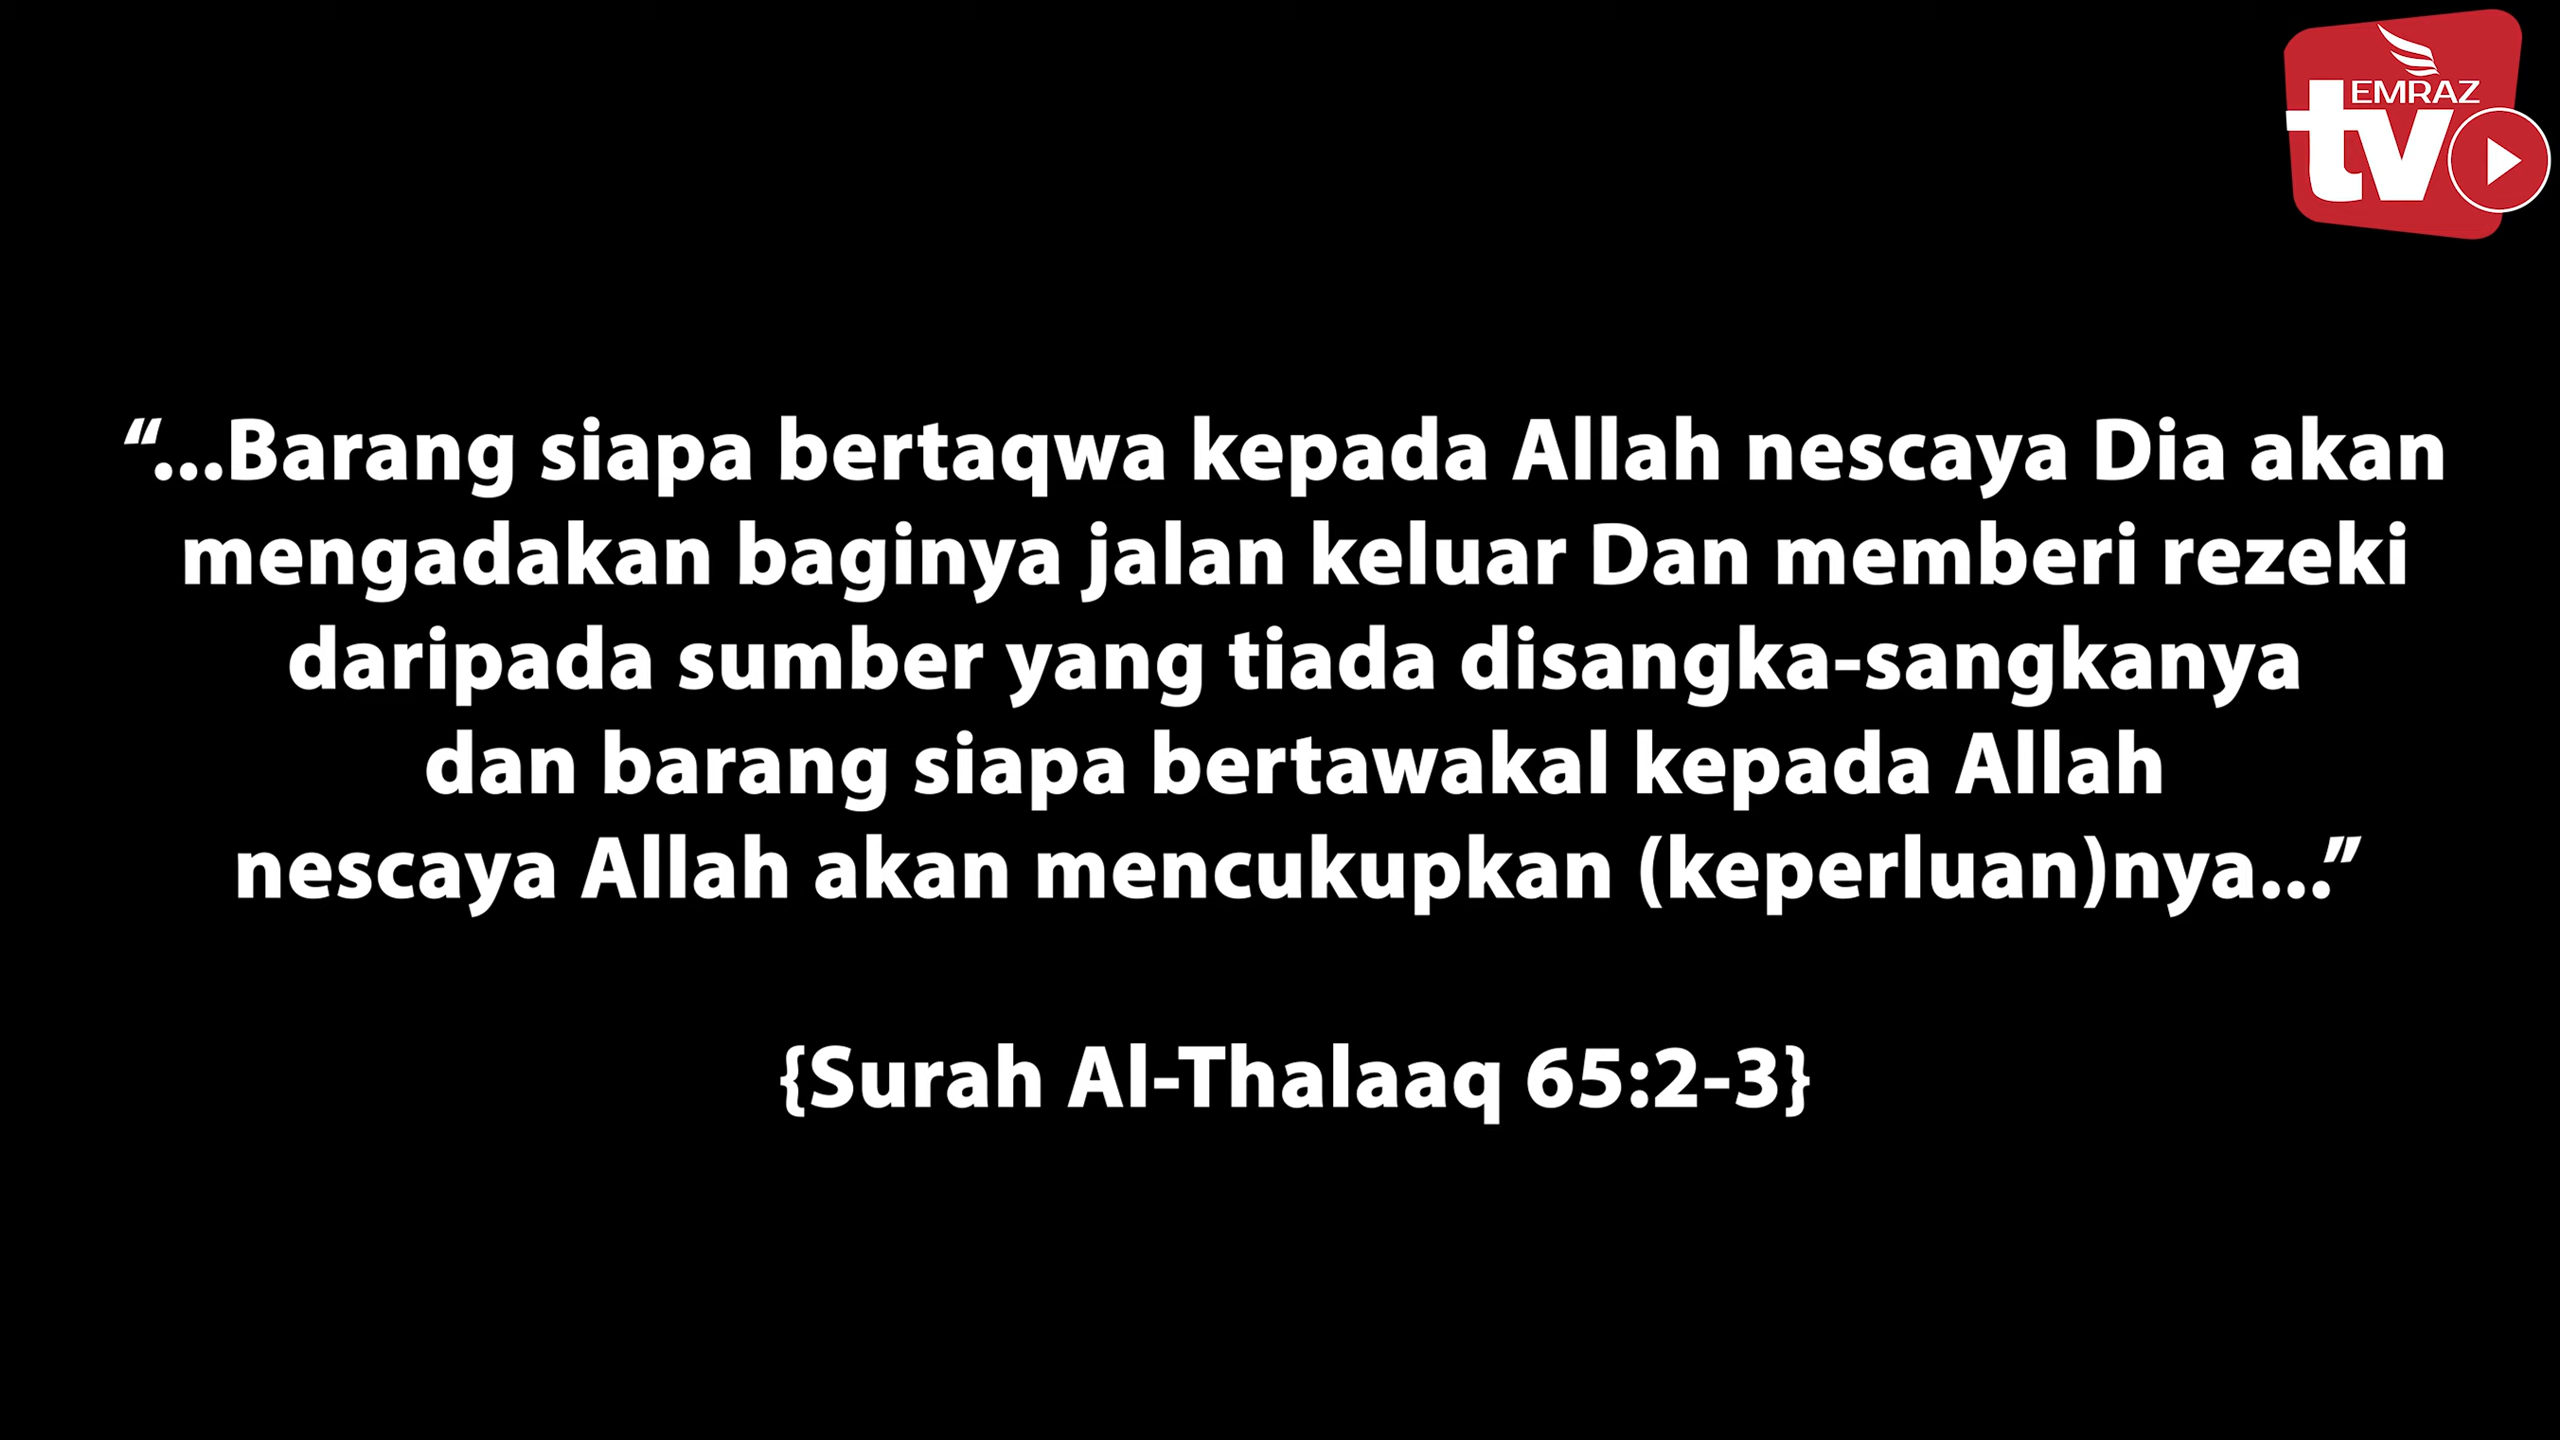 EMRAZ
tv
“...Barang siapa bertaqwa kepada Allah nescaya Dia akan
mengadakan baginya jalan keluar Dan memberi rezeki
daripada sumber yang tiada disangka-sangkanya
dan barang siapa bertawakal kepada Allah
nescaya Allah akan mencukupkan (keperluan)nya...”
{Surah Al-Thalaaq 65:2-3}